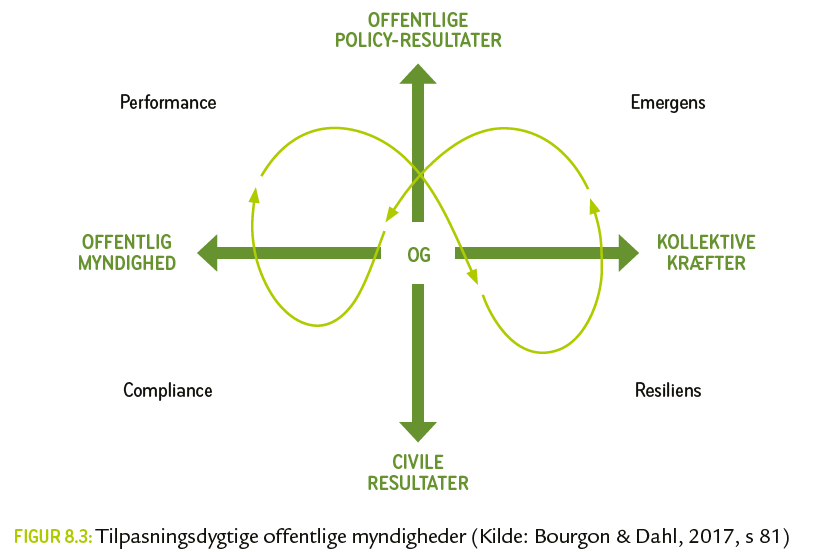 OFFENTLIGE
POLICY-RESULTATER
Performance
Emergens
OFFENTLIG
MYNDIGHED
OG
KOLLEKTIVE
KRÆFTER
Compliance
Resiliens
CIVILE
RESULTATER
FIGUR 8.3: Tilpasningsdygtige offentlige myndigheder (Kilde: Bourgon & Dahl, 2017, s 81)